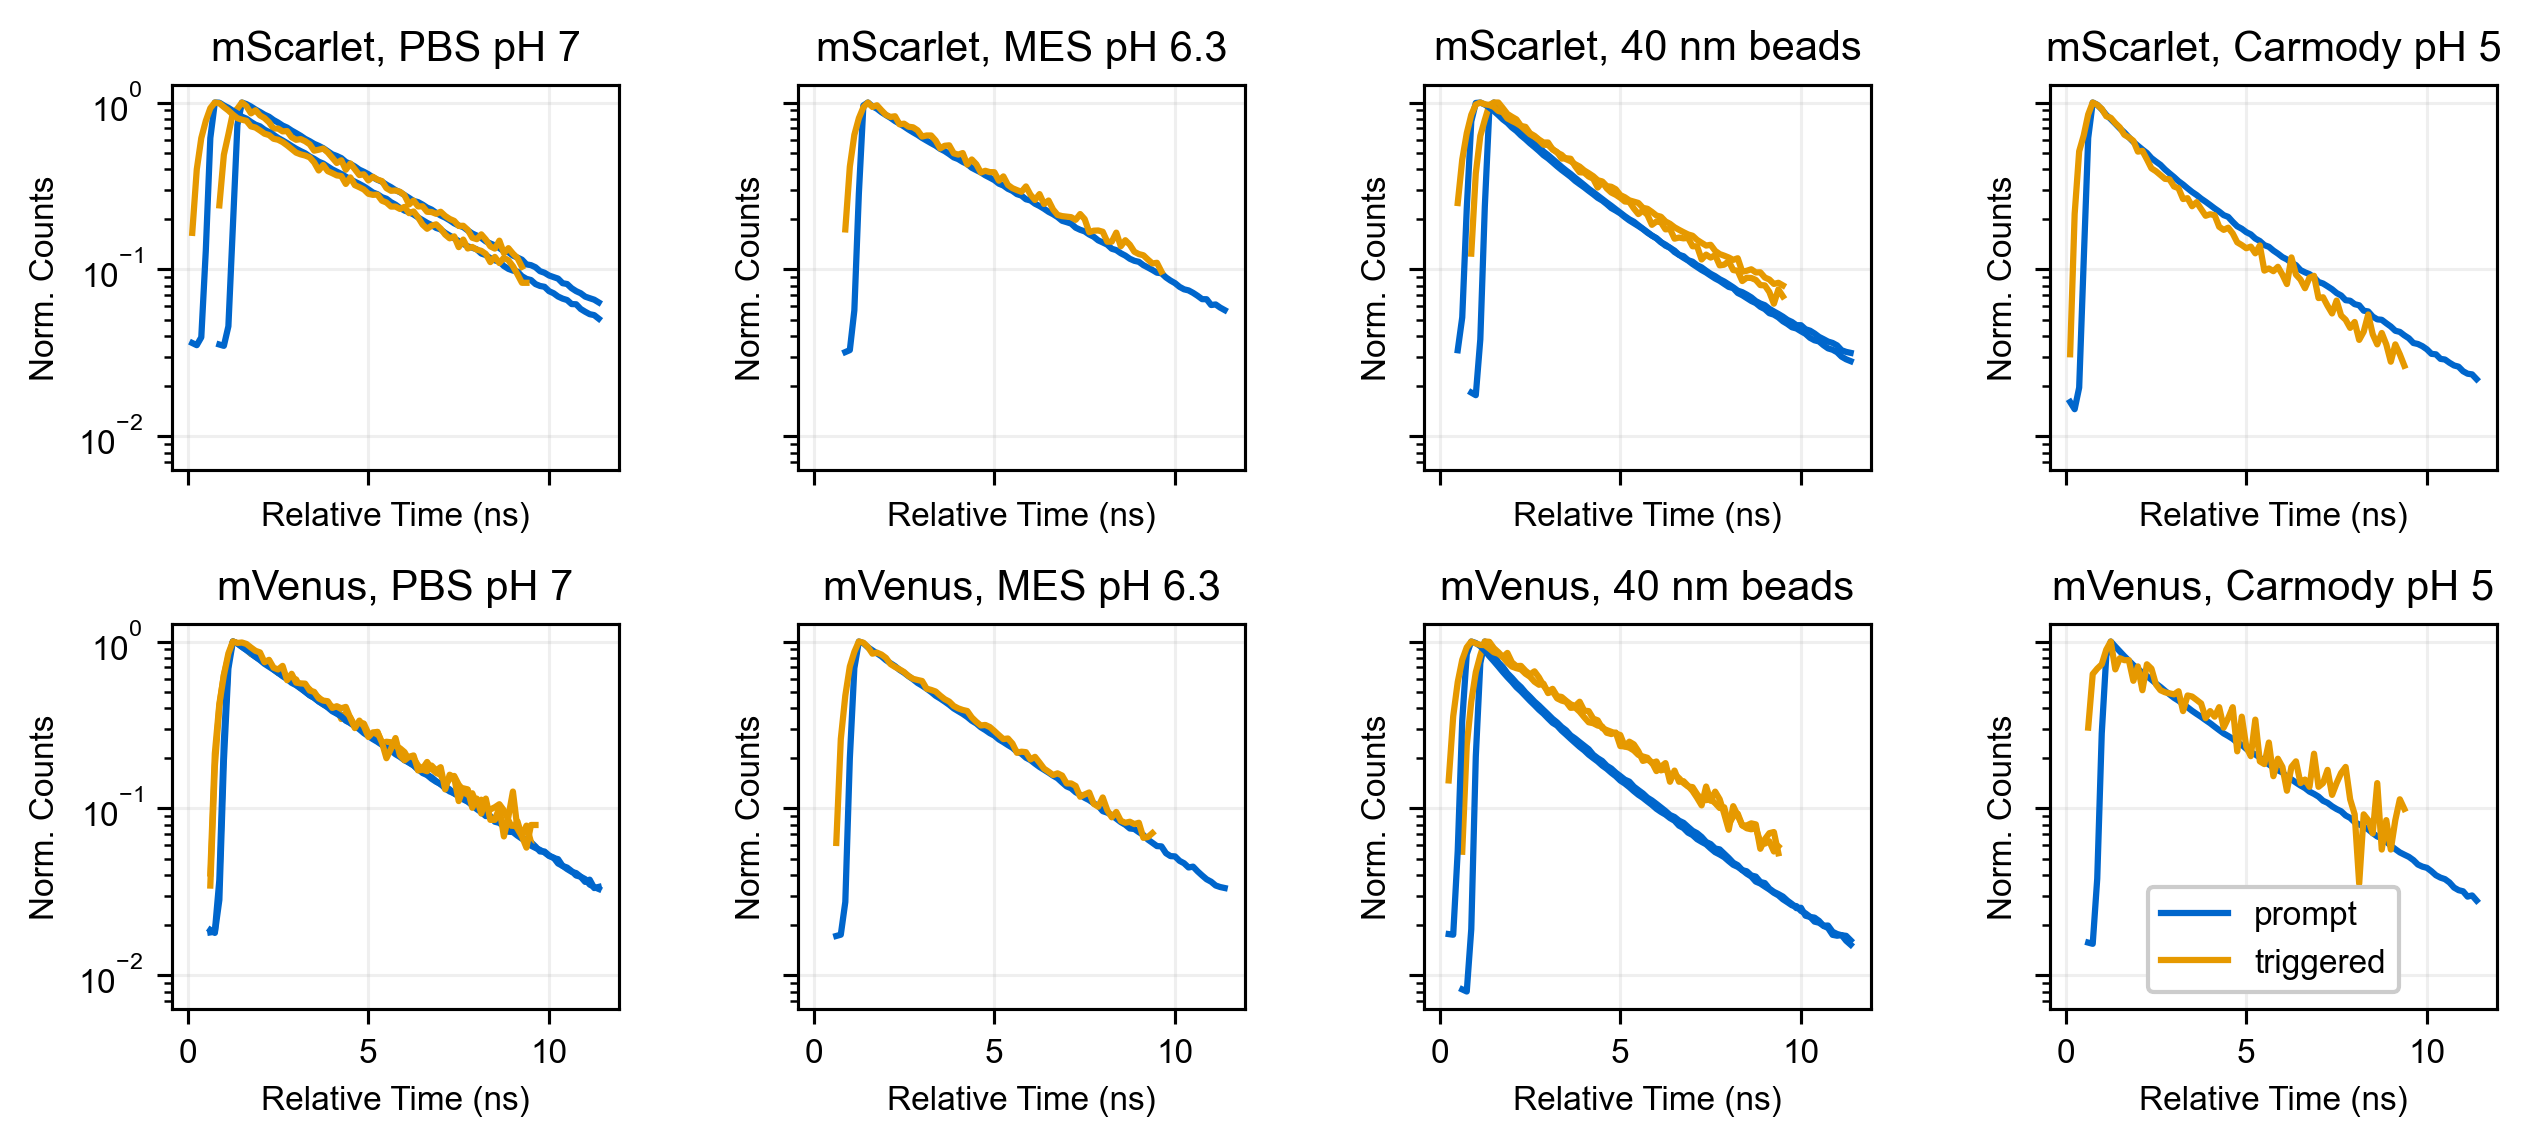 mScarlet, PBS pH 7
mScarlet, MES pH 6.3
mScarlet, 40 nm beads
mScarlet, Carmody pH 5
10⁰
10⁻¹
10⁻²
Norm. Counts
Norm. Counts
Norm. Counts
Norm. Counts
Relative Time (ns)
Relative Time (ns)
Relative Time (ns)
Relative Time (ns)
mVenus, PBS pH 7
mVenus, MES pH 6.3
mVenus, 40 nm beads
mVenus, Carmody pH 5
10⁰
10⁻¹
10⁻²
Norm. Counts
Norm. Counts
Norm. Counts
Norm. Counts
prompt
triggered
0 5 10
0 5 10
0 5 10
0 5 10
Relative Time (ns)
Relative Time (ns)
Relative Time (ns)
Relative Time (ns)